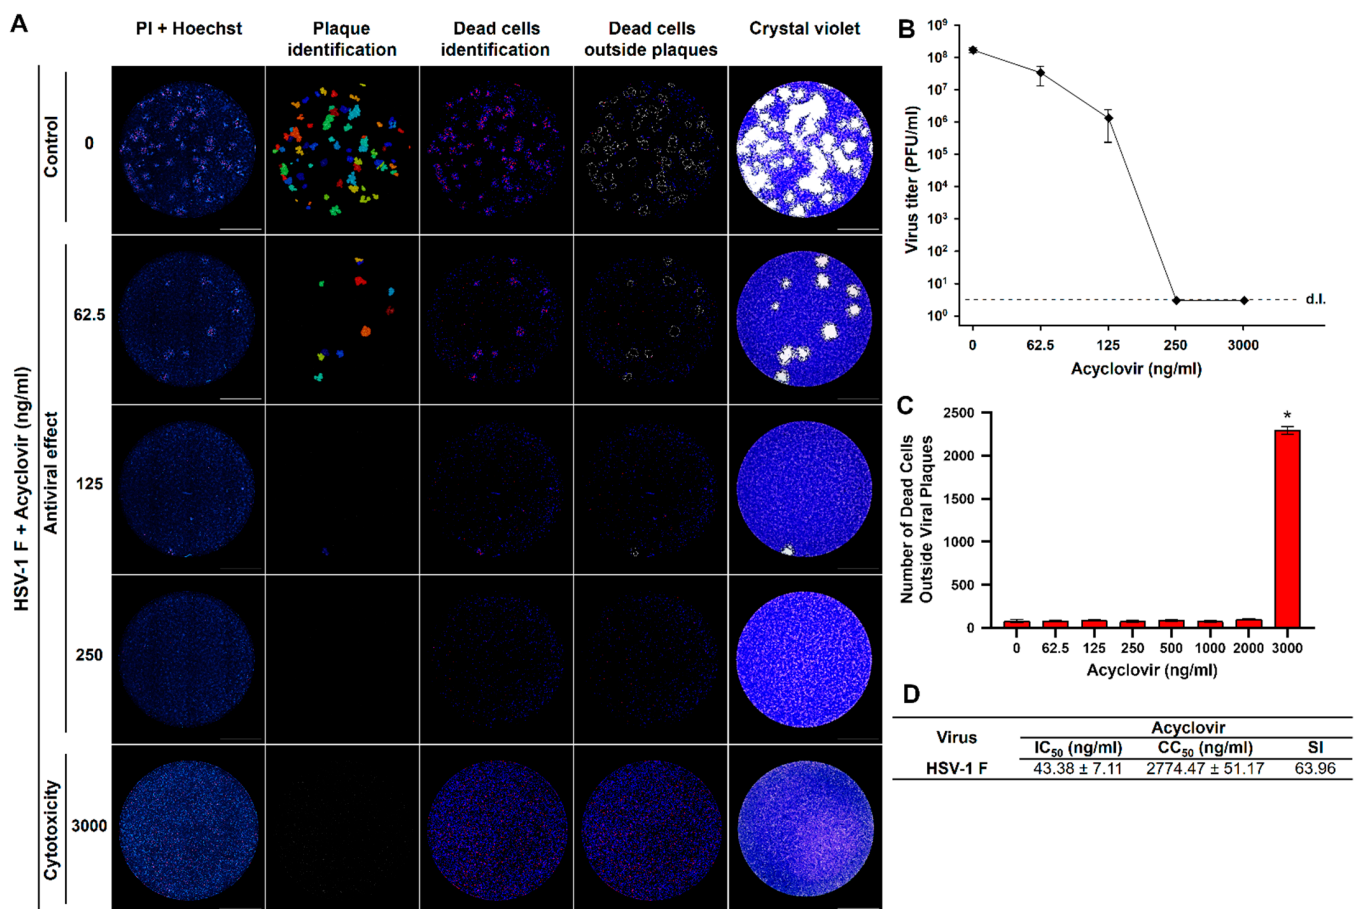 A
PI + Hoechst
Plaque
identification
Dead cells
identification
Dead cells
outside plaques
Crystal violet
HSV-1 F + Acyclovir (ng/ml)
Control
0
Antiviral effect
62.5
125
250
Cytotoxicity
3000
B
Virus titer (PFU/ml)
10⁹
10⁸
10⁷
10⁶
10⁵
10⁴
10³
10²
10¹
10⁰
d.l.
0 62.5 125 250 3000
Acyclovir (ng/ml)
C
Number of Dead Cells
Outside Viral Plaques
2500
2000
1500
1000
500
0
*
0 62.5 125 250 500 1000 2000 3000
Acyclovir (ng/ml)
D
Virus Acyclovir
IC₅₀ (ng/ml) CC₅₀ (ng/ml) SI
HSV-1 F 43.38 ± 7.11 2774.47 ± 51.17 63.96